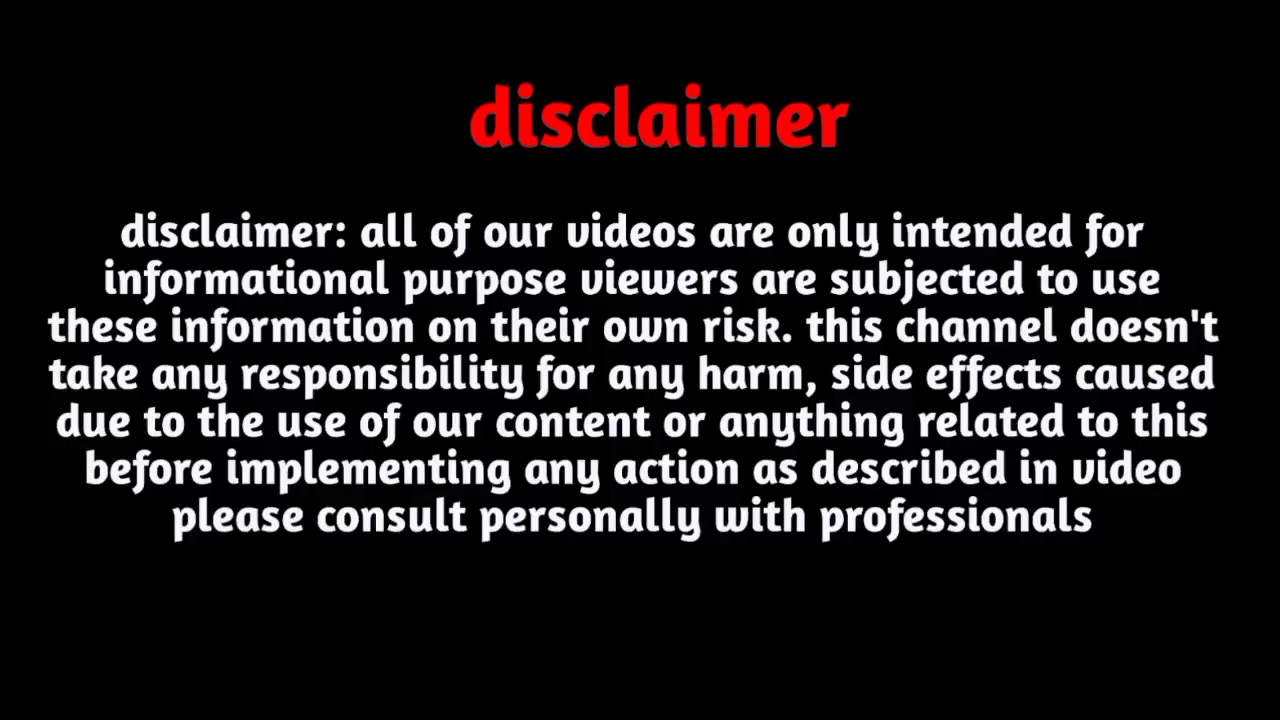 disclaimer
disclaimer: all of our videos are only intended for
informational purpose viewers are subjected to use
these information on their own risk. this channel doesn't
take any responsibility for any harm, side effects caused
due to the use of our content or anything related to this
before implementing any action as described in video
please consult personally with professionals